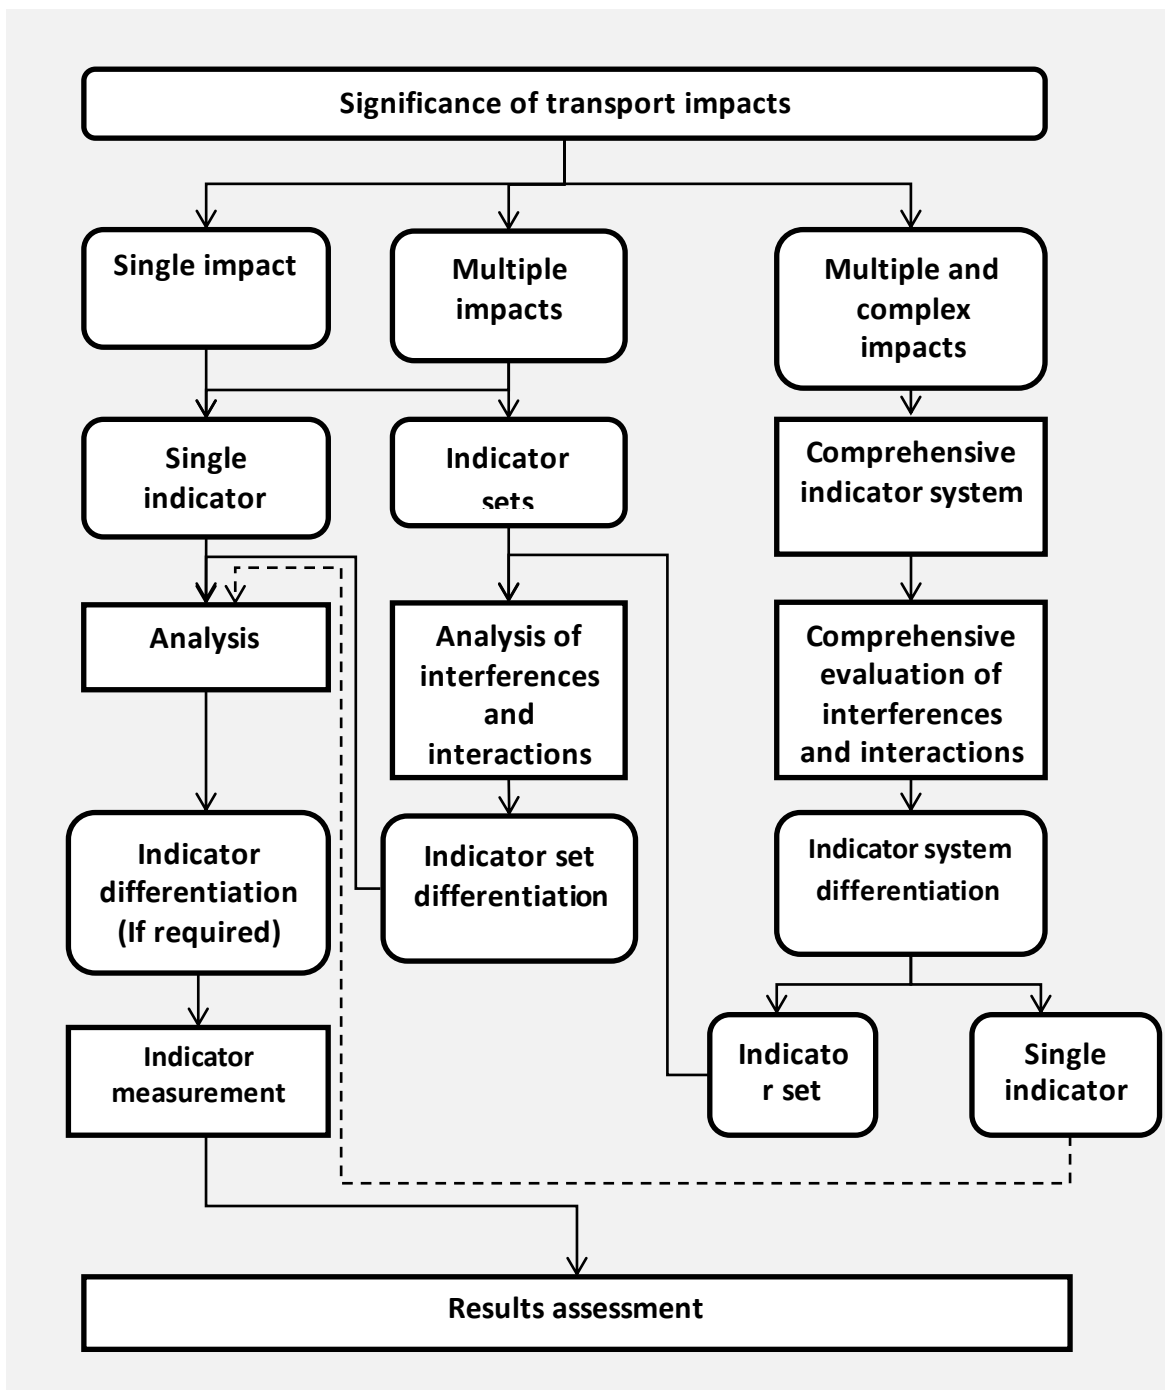 Significance of transport impacts
Single impact
Multiple
impacts
Multiple and
complex
impacts
Single
indicator
Indicator
sets
Comprehensive
indicator system
Analysis
Analysis of
interferences
and
interactions
Comprehensive
evaluation of
interferences
and interactions
Indicator
differentiation
(If required)
Indicator set
differentiation
Indicator system
differentiation
Indicator
measurement
Indicato
r set
Single
indicator
Results assessment